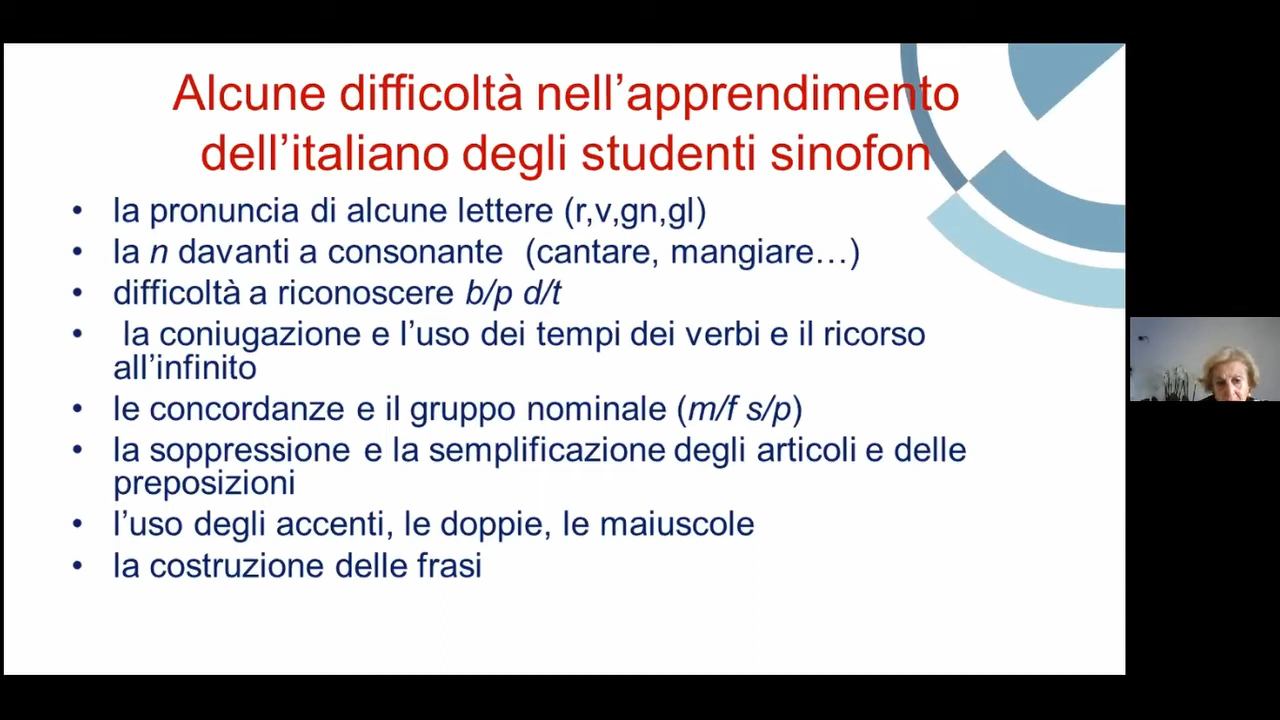 Alcune difficoltà nell’apprendimento
dell’italiano degli studenti sinofon
• la pronuncia di alcune lettere (r,v,gn,gl)
• la n davanti a consonante (cantare, mangiare…)
• difficoltà a riconoscere b/p d/t
• la coniugazione e l’uso dei tempi dei verbi e il ricorso
all’infinito
• le concordanze e il gruppo nominale (m/f s/p)
• la soppressione e la semplificazione degli articoli e delle
preposizioni
• l’uso degli accenti, le doppie, le maiuscole
• la costruzione delle frasi